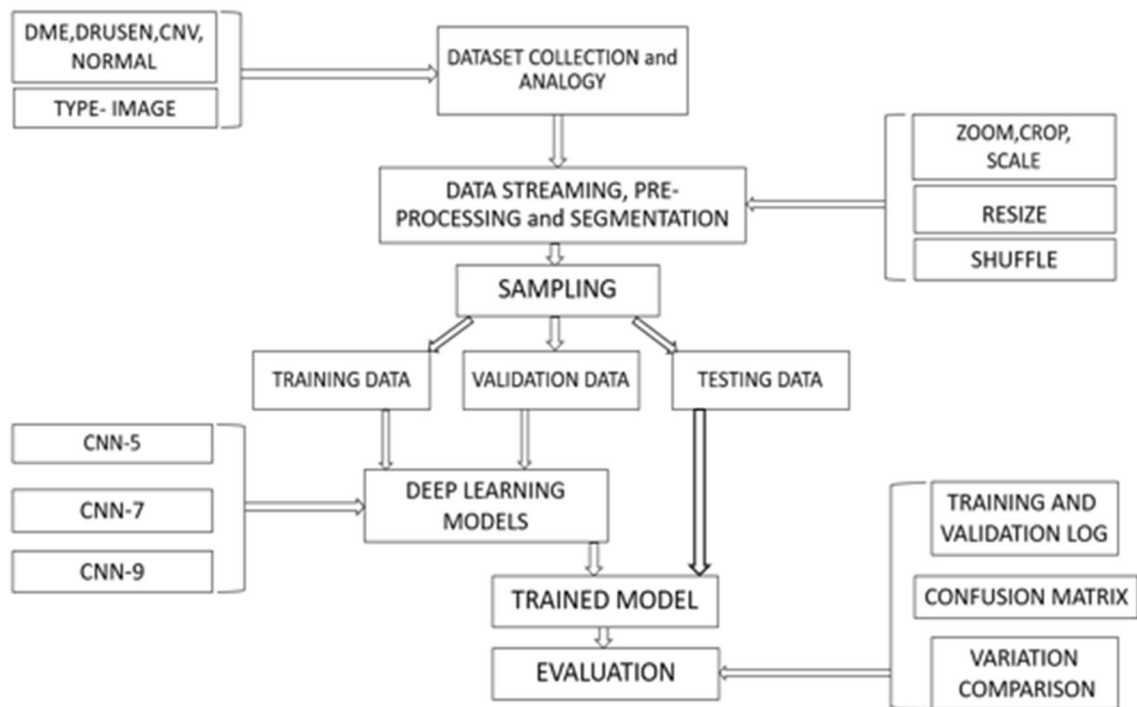 DME,DRUSEN,CNV,
NORMAL
TYPE- IMAGE
DATASET COLLECTION and
ANALOGY
ZOOM,CROP,
SCALE
RESIZE
SHUFFLE
DATA STREAMING, PRE-
PROCESSING and SEGMENTATION
SAMPLING
TRAINING DATA
VALIDATION DATA
TESTING DATA
CNN-5
CNN-7
CNN-9
DEEP LEARNING
MODELS
TRAINED MODEL
EVALUATION
TRAINING AND
VALIDATION LOG
CONFUSION MATRIX
VARIATION
COMPARISON